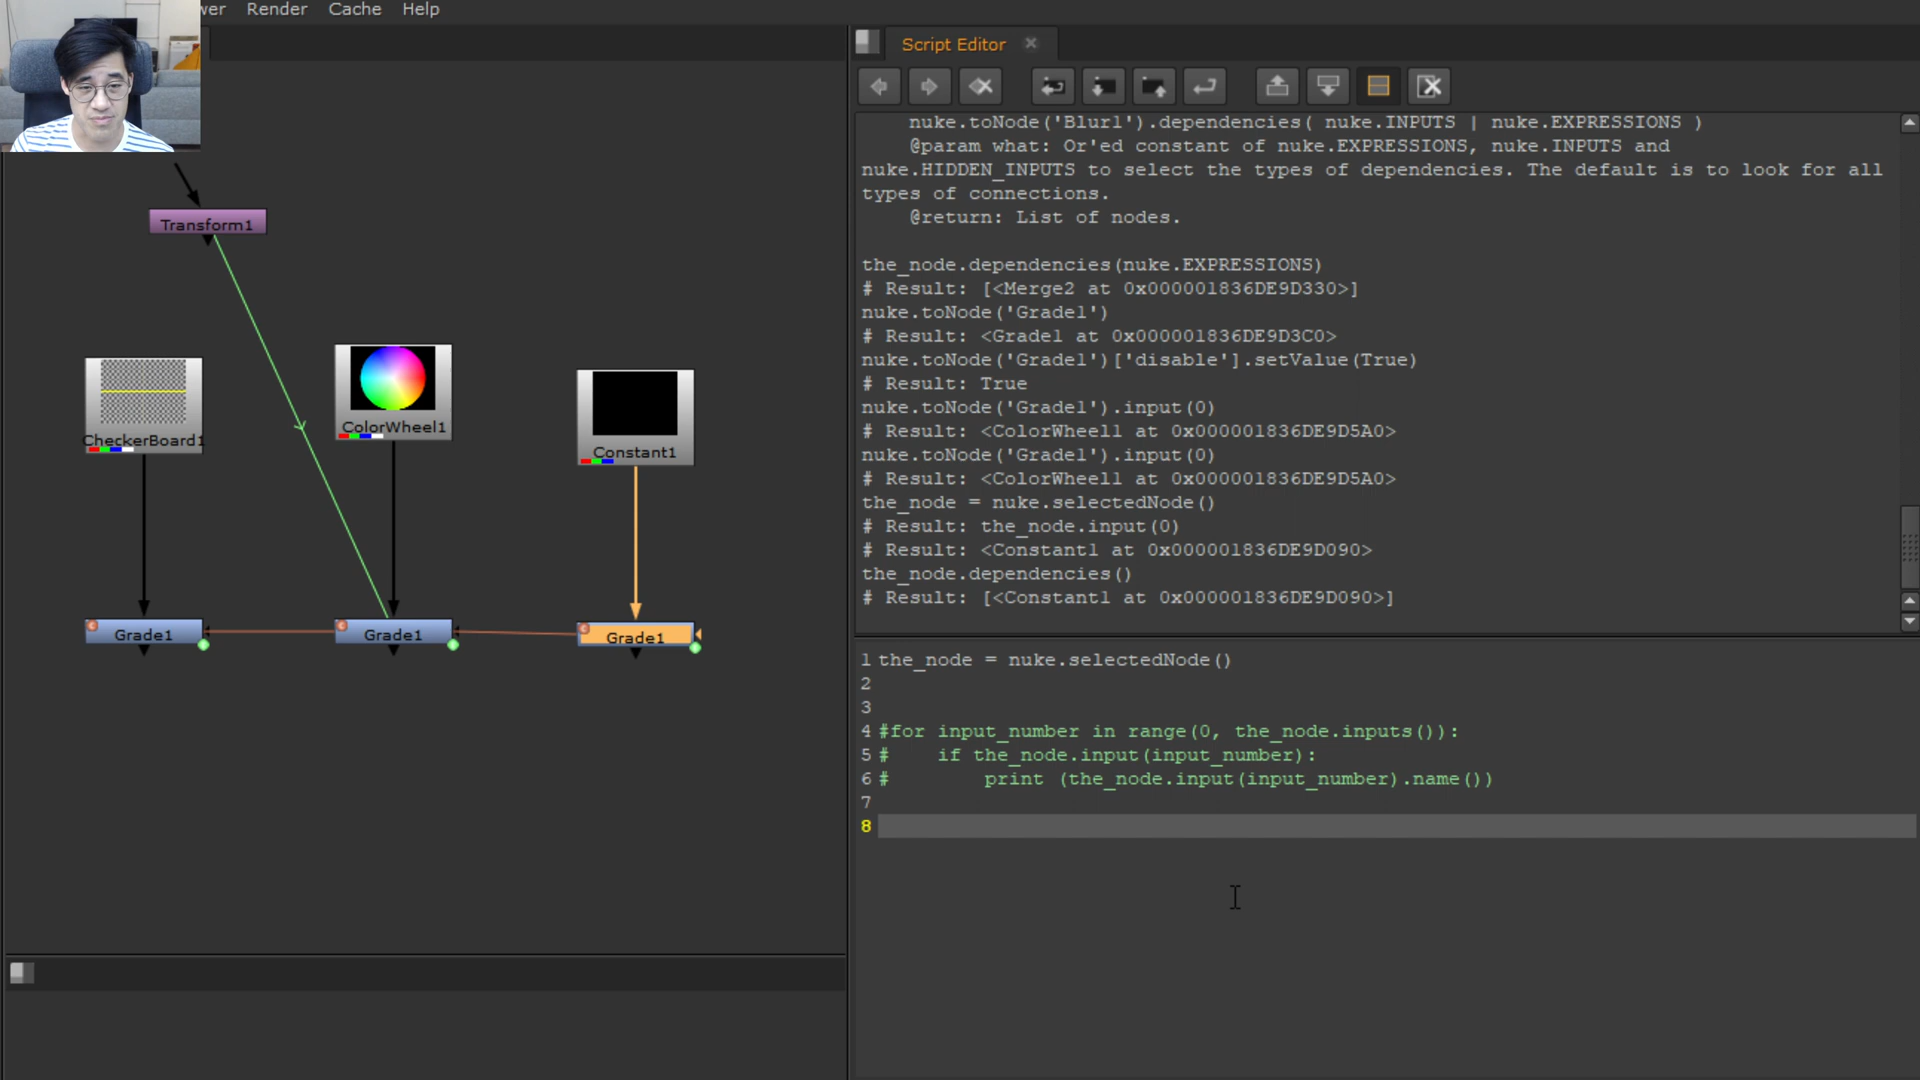 wer Render Cache Help
Script Editor
Transform1
CheckerBoard1
ColorWheel1
Constant1
Grade1
Grade1
Grade1
nuke.toNode('Blur1').dependencies( nuke.INPUTS | nuke.EXPRESSIONS )
@param what: Or'ed constant of nuke.EXPRESSIONS, nuke.INPUTS and
nuke.HIDDEN_INPUTS to select the types of dependencies. The default is to look for all
types of connections.
@return: List of nodes.
the_node.dependencies(nuke.EXPRESSIONS)
# Result: [<Merge2 at 0x000001836DE9D330>]
nuke.toNode('Grade1')
# Result: <Grade1 at 0x000001836DE9D3C0>
nuke.toNode('Grade1')['disable'].setValue(True)
# Result: True
nuke.toNode('Grade1').input(0)
# Result: <ColorWheel1 at 0x000001836DE9D5A0>
nuke.toNode('Grade1').input(0)
# Result: <ColorWheel1 at 0x000001836DE9D5A0>
the_node = nuke.selectedNode()
# Result: the_node.input(0)
# Result: <Constant1 at 0x000001836DE9D090>
the_node.dependencies()
# Result: [<Constant1 at 0x000001836DE9D090>]
1 the_node = nuke.selectedNode()
2
3
4 #for input_number in range(0, the_node.inputs()):
5 #    if the_node.input(input_number):
6 #        print (the_node.input(input_number).name())
7
8